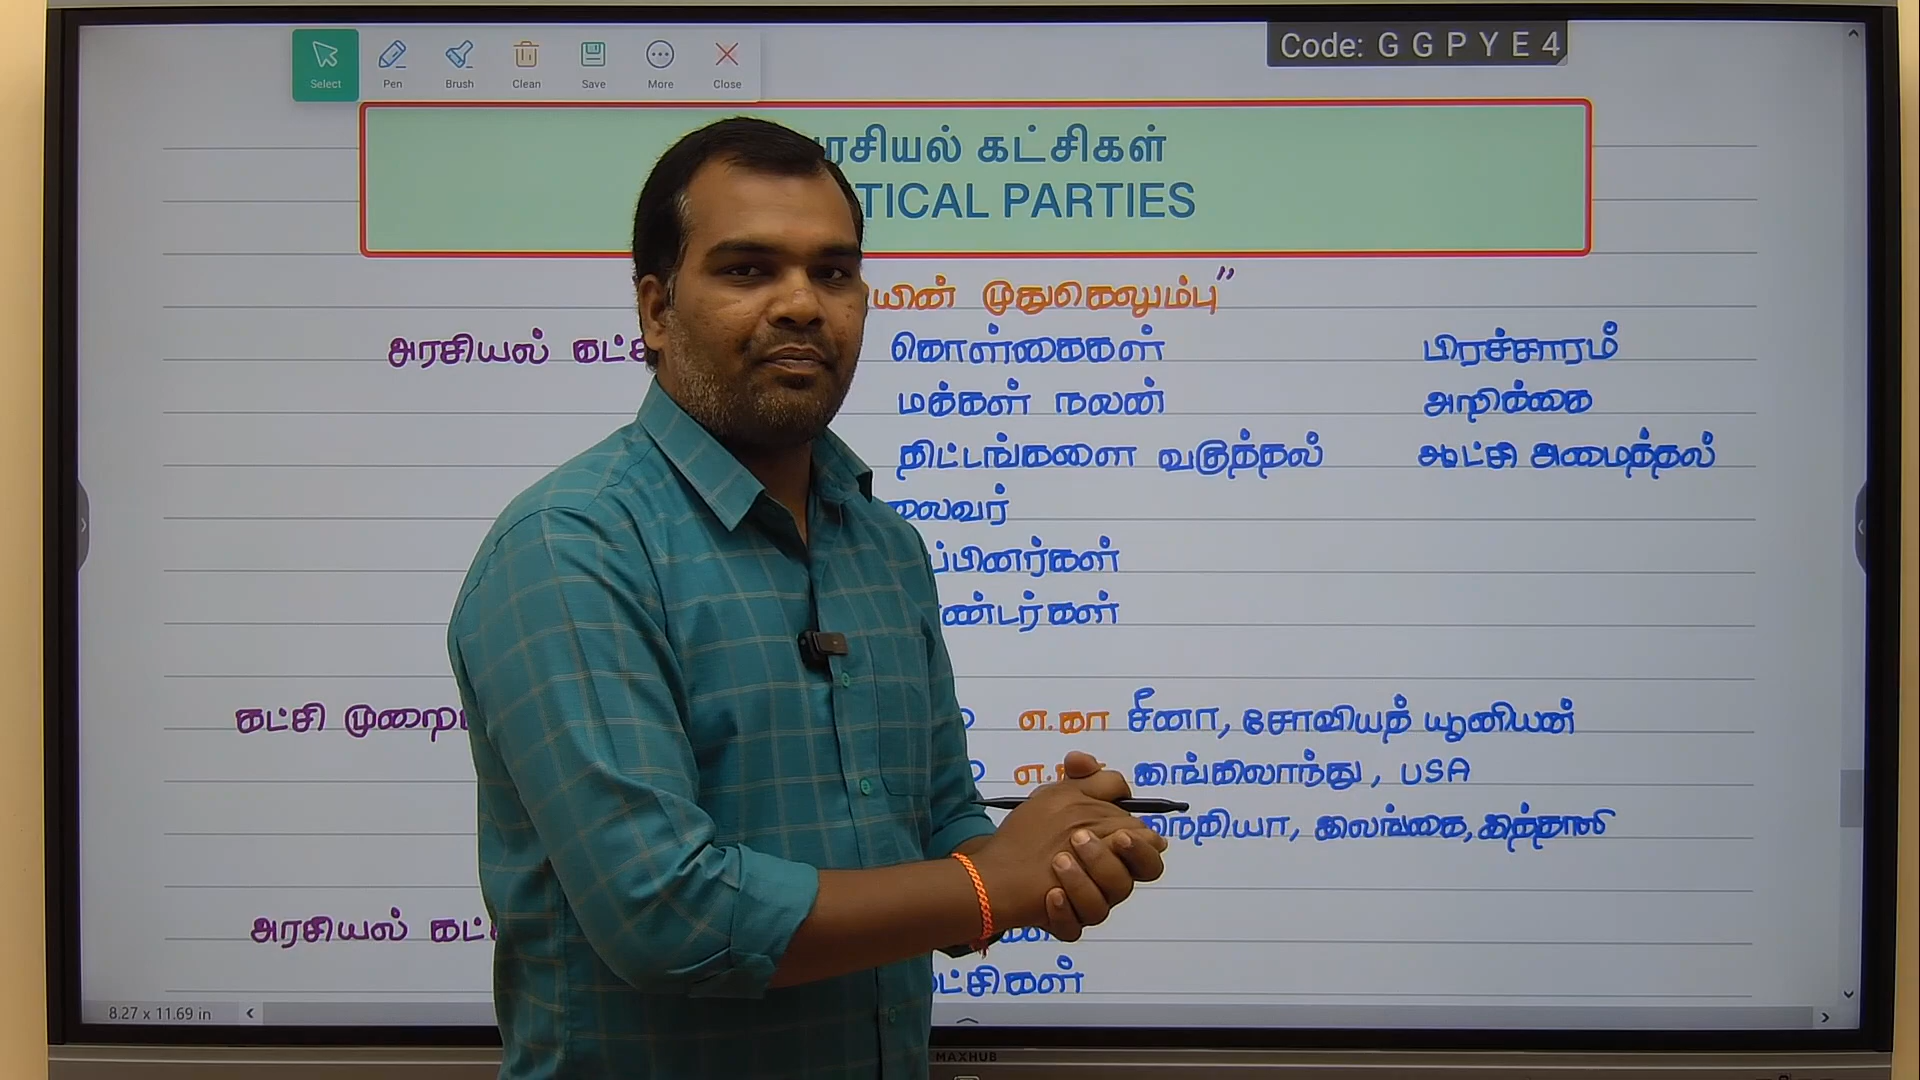 Code: G G P Y E 4
Select Pen Brush Clean Save More Close
ரசியல் கட்சிகள்
TICAL PARTIES
யின் முதுகெலும்பு"
அரசியல் கட்சி கொள்கைகள் பிரச்சாரம்
மக்கள் நலன் அறிக்கை
திட்டங்களை வகுத்தல் ஆட்சி அமைத்தல்
லைவர்
ப்பினர்கள்
ண்டர்கள்
கட்சி முறை எ.கா சீனா, சோவியத் யூனியன்
எ.கா இங்கிலாந்து, USA
இந்தியா, இலங்கை, இத்தாலி
அரசியல் கட்
ட்சிகள்
8.27 x 11.69 in
MAXHUB